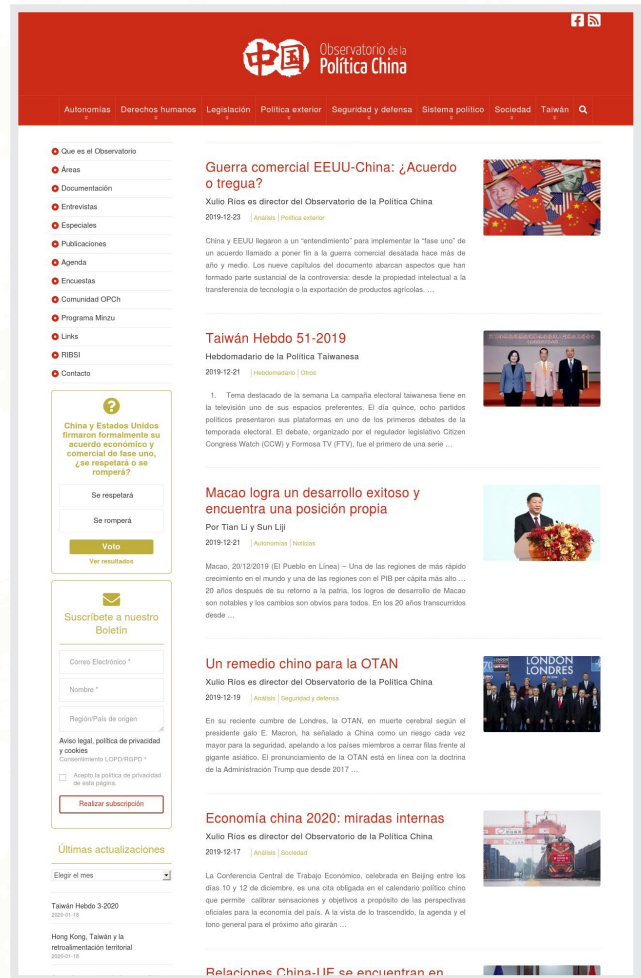 中国 Observatorio de la
Política China
Autonomías Derechos humanos Legislación Política exterior Seguridad y defensa Sistema político Sociedad Taiwán
Que es el Observatorio
Áreas
Documentación
Entrevistas
Especiales
Publicaciones
Agenda
Encuestas
Comunidad OPCh
Programa Minzu
Links
RIBSI
Contacto
China y Estados Unidos
firmaron formalmente su
acuerdo económico y
comercial de fase uno,
¿se respetará o se
romperá?
Se respetará
Se romperá
Voto
Ver resultados
Suscríbete a nuestro
Boletín
Correo Electrónico *
Nombre *
Región/País de origen
Aviso legal, política de privacidad
y cookies
Consentimiento LOPD/RGPD *
Acepto la política de privacidad
de esta página.
Realizar subscripción
Últimas actualizaciones
Elegir el mes
Taiwán Hebdo 3-2020
2020-01-18
Hong Kong, Taiwán y la
retroalimentación territorial
2020-01-18
Guerra comercial EEUU-China: ¿Acuerdo
o tregua?
Xulio Ríos es director del Observatorio de la Política China
2019-12-23 | Análisis | Política exterior
China y EEUU llegaron a un “entendimiento” para implementar la “fase uno” de
un acuerdo llamado a poner fin a la guerra comercial desatada hace más de
año y medio. Los nueve capítulos del documento abarcan aspectos que han
formado parte sustancial de la controversia: desde la propiedad intelectual a la
transferencia de tecnología o la exportación de productos agrícolas. …
Taiwán Hebdo 51-2019
Hebdomadario de la Política Taiwanesa
2019-12-21 | Hebdomadario | Otros
1. Tema destacado de la semana La campaña electoral taiwanesa tiene en
la televisión uno de sus espacios preferentes. El día quince, ocho partidos
políticos presentaron sus plataformas en uno de los primeros debates de la
temporada electoral. El debate, organizado por el regulador legislativo Citizen
Congress Watch (CCW) y Formosa TV (FTV), fue el primero de una serie …
Macao logra un desarrollo exitoso y
encuentra una posición propia
Por Tian Li y Sun Liji
2019-12-21 | Autonomías | Noticias
Macao, 20/12/2019 (El Pueblo en Línea) – Una de las regiones de más rápido
crecimiento en el mundo y una de las regiones con el PIB per cápita más alto …
20 años después de su retorno a la patria, los logros de desarrollo de Macao
son notables y los cambios son obvios para todos. En los 20 años transcurridos
desde …
Un remedio chino para la OTAN
Xulio Ríos es director del Observatorio de la Política China
2019-12-19 | Análisis | Seguridad y defensa
En su reciente cumbre de Londres, la OTAN, en muerte cerebral según el
presidente galo E. Macron, ha señalado a China como un riesgo cada vez
mayor para la seguridad, apelando a los países miembros a cerrar filas frente al
gigante asiático. El pronunciamiento de la OTAN está en línea con la doctrina
de la Administración Trump que desde 2017 …
LONDON
LONDRES
Economía china 2020: miradas internas
Xulio Ríos es director del Observatorio de la Política China
2019-12-17 | Análisis | Sociedad
La Conferencia Central de Trabajo Económico, celebrada en Beijing entre los
días 10 y 12 de diciembre, es una cita obligada en el calendario político chino
que permite calibrar sensaciones y objetivos a propósito de las perspectivas
oficiales para la economía del país. A la vista de lo trascendido, la agenda y el
tono general para el próximo año girarán …
Relaciones China-UE se encuentran en